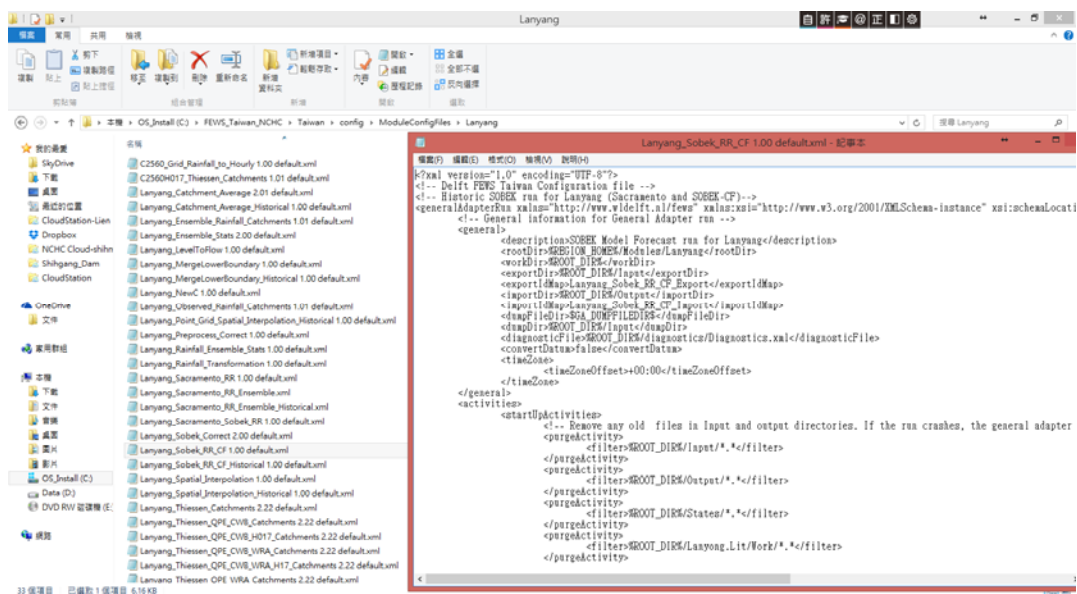 Lanyang
自 許 @ 正
檔案 常用 共用 檢視
複製 貼上 剪下 複製路徑 貼上捷徑 移至 複製到 刪除 重新命名 新增資料夾 新增項目 輕鬆存取 內容 開啟 編輯 歷程記錄 全選 全部不選 反向選擇
剪貼簿 組合管理 新增 開啟 選取
本機 OS_Install (C:) FEWS_Taiwan_NCHC Taiwan config ModuleConfigFiles Lanyang
搜尋 Lanyang
我的最愛
SkyDrive
下載
桌面
最近的位置
CloudStation-Lien
Dropbox
NCHC Cloud-shihn
Shihgang_Dam
CloudStation
OneDrive
文件
家用群組
本機
下載
文件
音樂
桌面
圖片
影片
OS_Install (C:)
Data (D:)
DVD RW 磁碟機 (E:
網路
名稱
C2560_Grid_Rainfall_to_Hourly 1.00 default.xml
C2560H017_Thiessen_Catchments 1.01 default.xml
Lanyang_Catchment_Average 2.01 default.xml
Lanyang_Catchment_Average_Historical 1.00 default.xml
Lanyang_Ensemble_Rainfall_Catchments 1.01 default.xml
Lanyang_Ensemble_Stats 2.00 default.xml
Lanyang_LevelToFlow 1.00 default.xml
Lanyang_MergeLowerBoundary 1.00 default.xml
Lanyang_MergeLowerBoundary_Historical 1.00 default.xml
Lanyang_NewC 1.00 default.xml
Lanyang_Observed_Rainfall_Catchments 1.01 default.xml
Lanyang_Point_Grid_Spatial_Interpolation_Historical 1.00 default.xml
Lanyang_Preprocess_Correct 1.00 default.xml
Lanyang_Rainfall_Ensemble_Stats 1.00 default.xml
Lanyang_Rainfall_Transformation 1.00 default.xml
Lanyang_Sacramento_RR 1.00 default.xml
Lanyang_Sacramento_RR_Ensemble.xml
Lanyang_Sacramento_RR_Ensemble_Historical.xml
Lanyang_Sacramento_Sobek_RR 1.00 default.xml
Lanyang_Sobek_Correct 2.00 default.xml
Lanyang_Sobek_RR_CF 1.00 default.xml
Lanyang_Sobek_RR_CF_Historical 1.00 default.xml
Lanyang_Spatial_Interpolation 1.00 default.xml
Lanyang_Spatial_Interpolation_Historical 1.00 default.xml
Lanyang_Thiessen_Catchments 2.22 default.xml
Lanyang_Thiessen_QPE_CWB_Catchments 2.22 default.xml
Lanyang_Thiessen_QPE_CWB_H017_Catchments 2.22 default.xml
Lanyang_Thiessen_QPE_CWB_WRA_Catchments 2.22 default.xml
Lanyang_Thiessen_QPE_CWB_WRA_H17_Catchments 2.22 default.xml
Lanyang_Thiessen_QPE_WRA_Catchments 2.22 default.xml
33 個項目 已選取 1 個項目 6.16 KB
Lanyang_Sobek_RR_CF 1.00 default.xml - 記事本
檔案(F) 編輯(E) 格式(O) 檢視(V) 說明(H)
<?xml version="1.0" encoding="UTF-8"?>
<!-- Delft FEWS Taiwan Configuration file -->
<!-- Historic SOBEK run for Lanyang (Sacramento and SOBEK-CF)-->
<generalAdapterRun xmlns="http://www.wldelft.nl/fews" xmlns:xsi="http://www.w3.org/2001/XMLSchema-instance" xsi:schemaLocati
<!-- General information for General Adapter run -->
<general>
<description>SOBEK Model Forecast run for Lanyang</description>
<rootDir>%REGION_HOME%/Modules/Lanyang</rootDir>
<workDir>%ROOT_DIR%</workDir>
<exportDir>%ROOT_DIR%/Input</exportDir>
<exportIdMap>Lanyang_Sobek_RR_CF_Export</exportIdMap>
<importDir>%ROOT_DIR%/Output</importDir>
<importIdMap>Lanyang_Sobek_RR_CF_Import</importIdMap>
<dumpFileDir>$GA_DUMPFILEDIR$</dumpFileDir>
<dumpDir>%ROOT_DIR%/Input</dumpDir>
<diagnosticFile>%ROOT_DIR%/diagnostics/Diagnostics.xml</diagnosticFile>
<convertDatum>false</convertDatum>
<timeZone>
<timeZoneOffset>+00:00</timeZoneOffset>
</timeZone>
</general>
<activities>
<startUpActivities>
<!-- Remove any old  files in Input and output directories. If the run crashes, the general adapter
<purgeActivity>
<filter>%ROOT_DIR%/Input/*.*</filter>
</purgeActivity>
<purgeActivity>
<filter>%ROOT_DIR%/Output/*.*</filter>
</purgeActivity>
<purgeActivity>
<filter>%ROOT_DIR%/States/*.*</filter>
</purgeActivity>
<purgeActivity>
<filter>%ROOT_DIR%/Lanyong.Lit/Work/*.*</filter>
</purgeActivity>